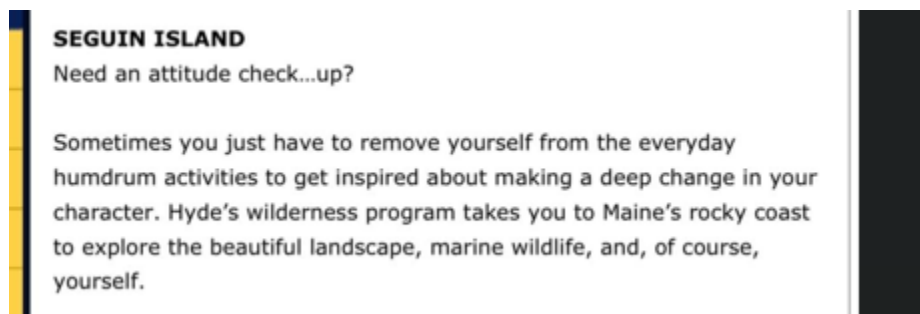 SEGUIN ISLAND
Need an attitude check...up?
Sometimes you just have to remove yourself from the everyday
humdrum activities to get inspired about making a deep change in your
character. Hyde's wilderness program takes you to Maine's rocky coast
to explore the beautiful landscape, marine wildlife, and, of course,
yourself.